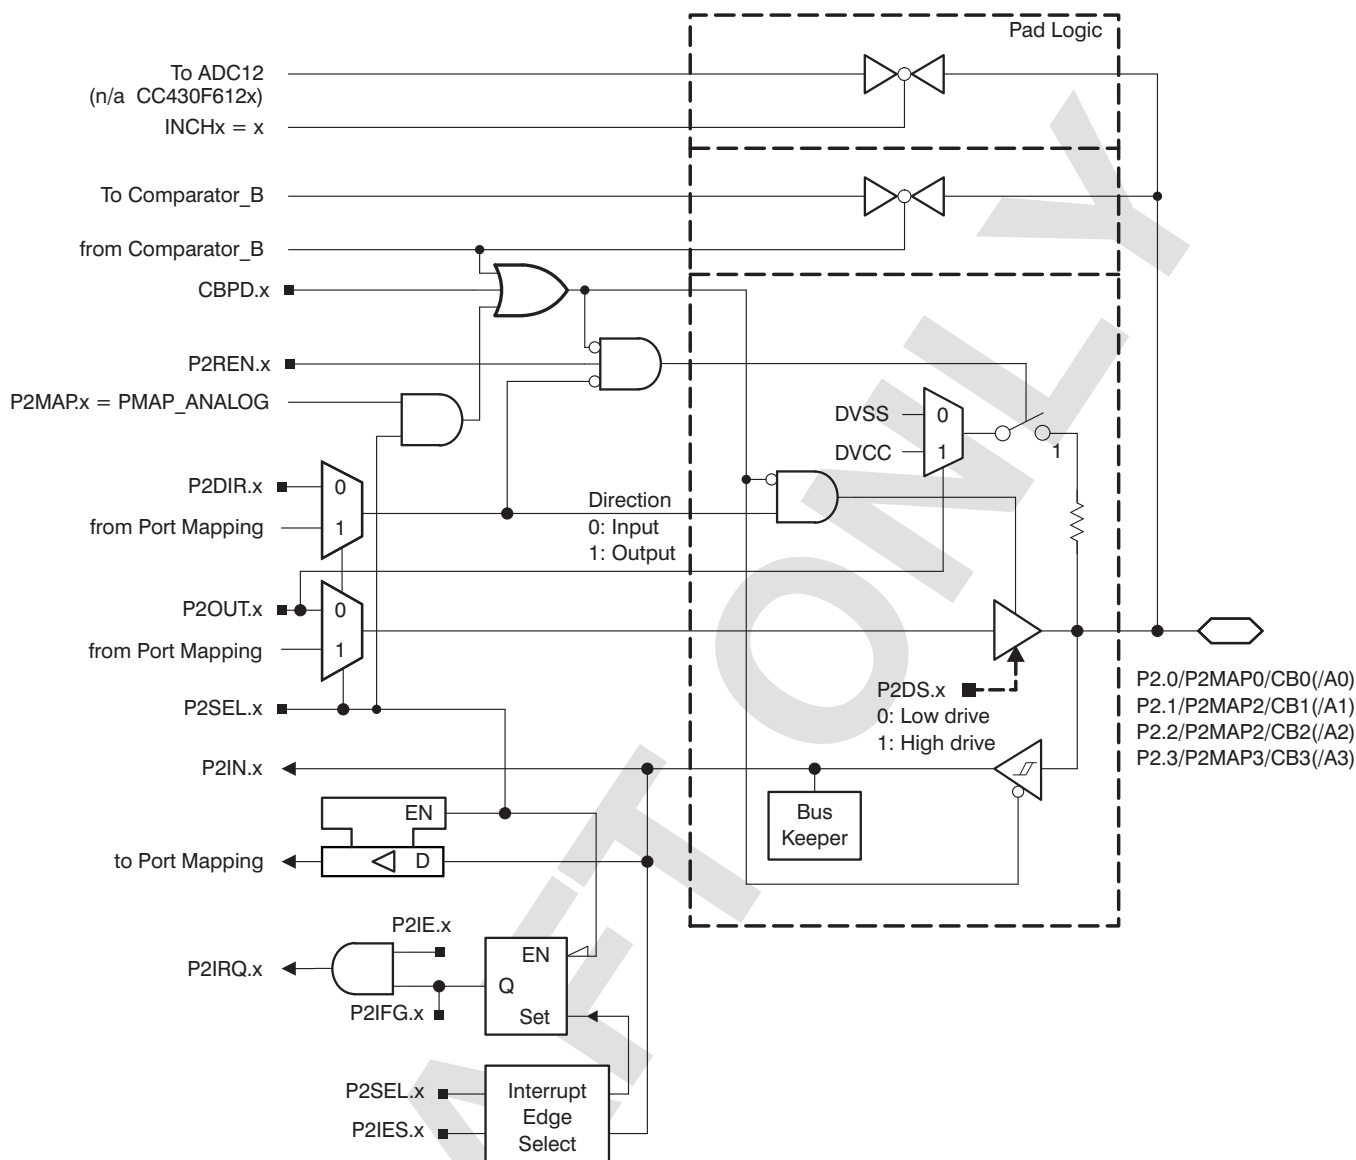 Pad Logic
To ADC12
(n/a CC430F612x)
INCHx = x
To Comparator_B
from Comparator_B
CBPD.x
P2REN.x
P2MAP.x = PMAP_ANALOG
DVSS
0
DVCC
1
1
P2DIR.x
0
from Port Mapping
1
Direction
0: Input
1: Output
P2OUT.x
0
from Port Mapping
1
P2SEL.x
P2DS.x
0: Low drive
1: High drive
P2.0/P2MAP0/CB0(/A0)
P2.1/P2MAP2/CB1(/A1)
P2.2/P2MAP2/CB2(/A2)
P2.3/P2MAP3/CB3(/A3)
P2IN.x
Bus
Keeper
EN
to Port Mapping
D
P2IE.x
EN
P2IRQ.x
Q
P2IFG.x
Set
P2SEL.x
P2IES.x
Interrupt
Edge
Select
AFT ONLY